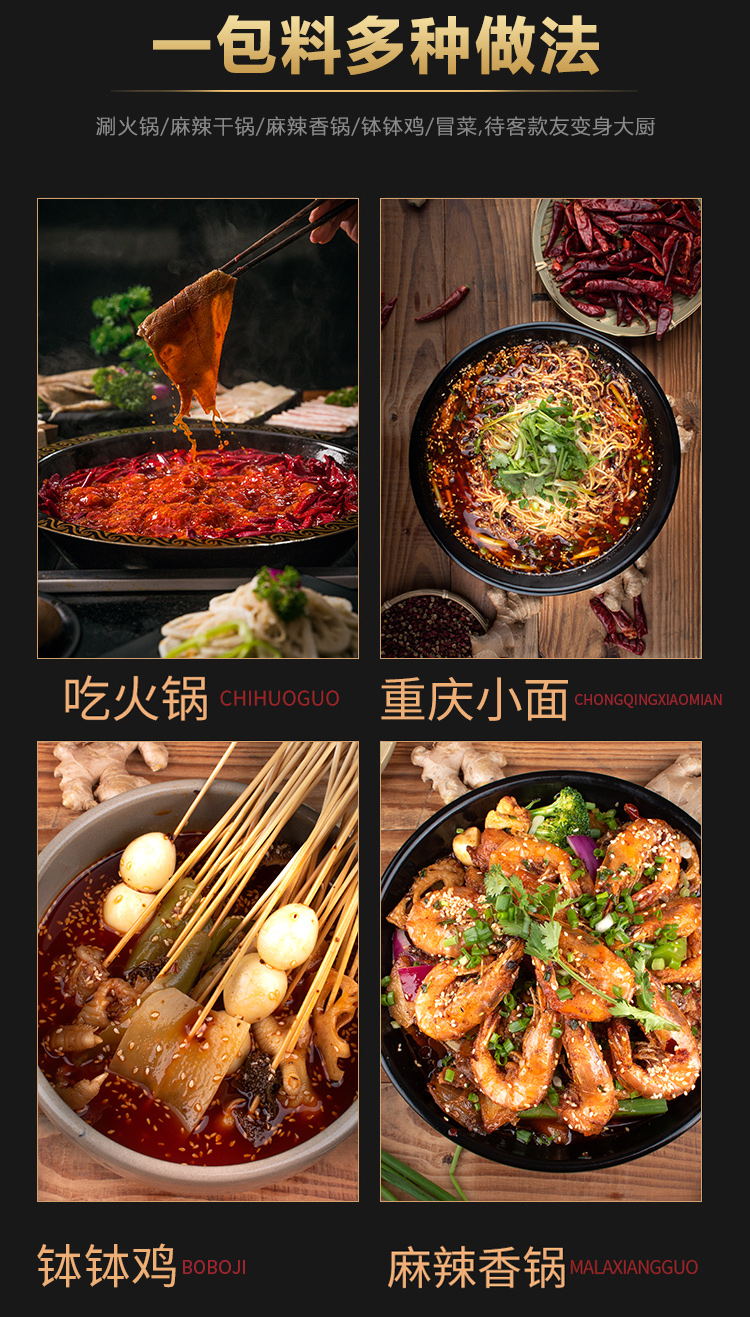 一包料多种做法
涮火锅/麻辣干锅/麻辣香锅/钵钵鸡/冒菜,待客款友变身大厨
吃火锅 CHIHUOGUO
重庆小面 CHONGQINGXIAOMIAN
钵钵鸡 BOBOJI
麻辣香锅 MALAXIANGGUO